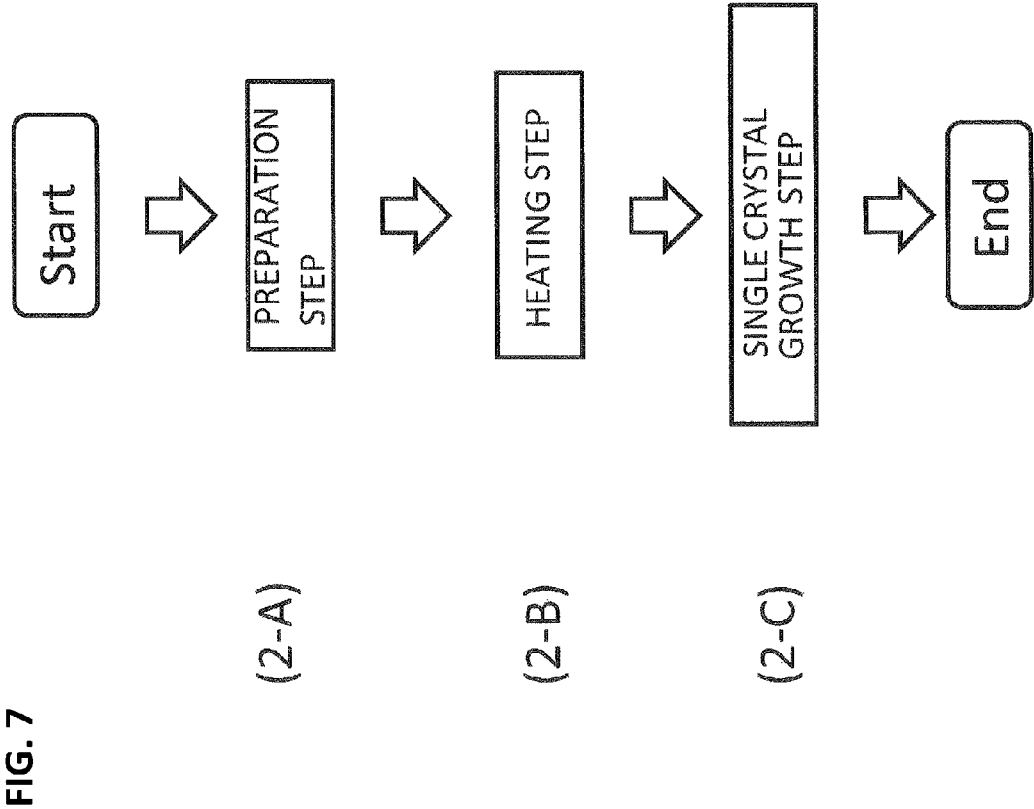 FIG. 7
Start
(2-A)
PREPARATION
STEP
(2-B)
HEATING STEP
(2-C)
SINGLE CRYSTAL
GROWTH STEP
End